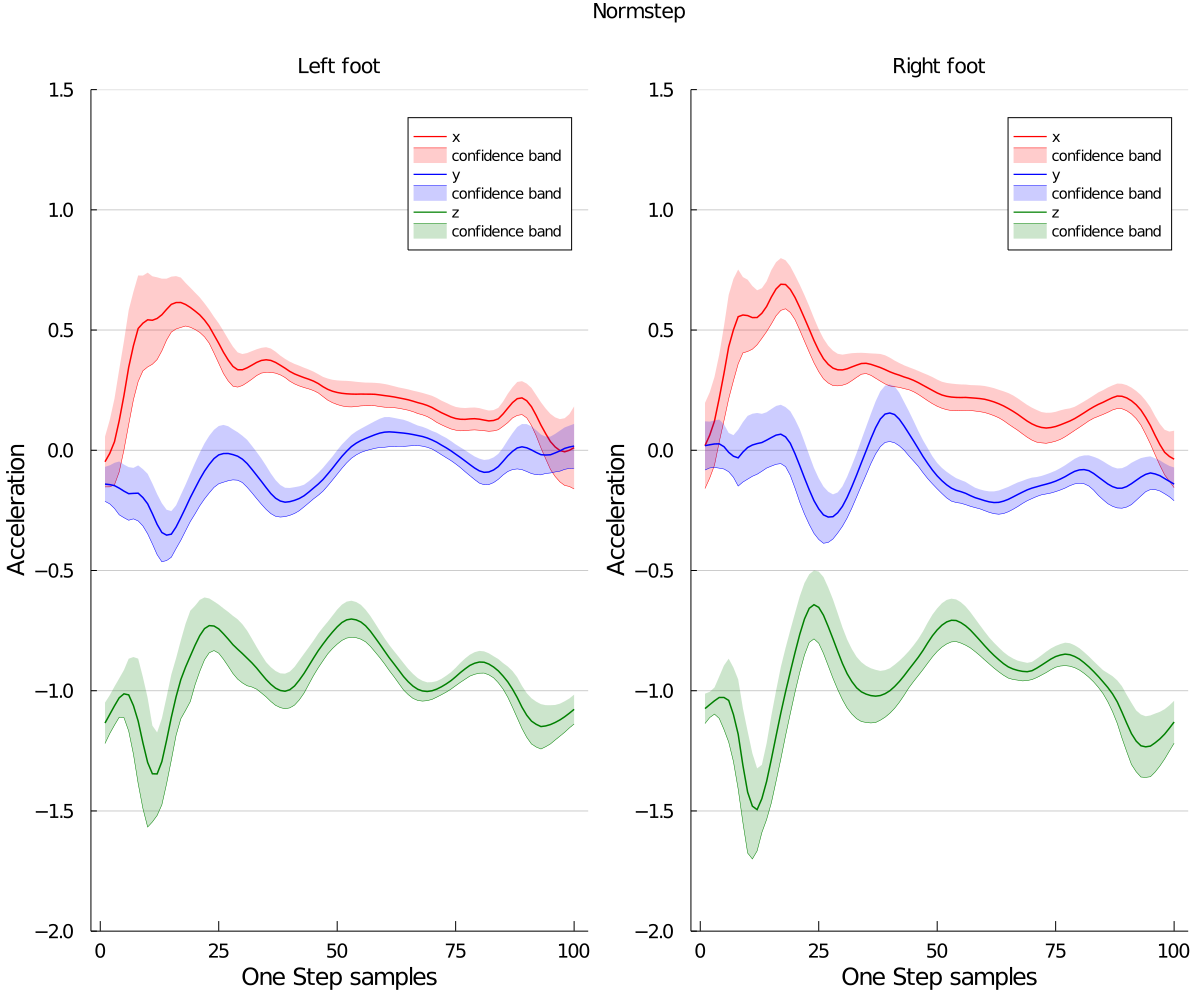 Normstep
Left foot
1.5
1.0
0.5
0.0
−0.5
−1.0
−1.5
−2.0
Acceleration
0 25 50 75 100
One Step samples
x
confidence band
y
confidence band
z
confidence band
Right foot
1.5
1.0
0.5
0.0
−0.5
−1.0
−1.5
−2.0
Acceleration
0 25 50 75 100
One Step samples
x
confidence band
y
confidence band
z
confidence band